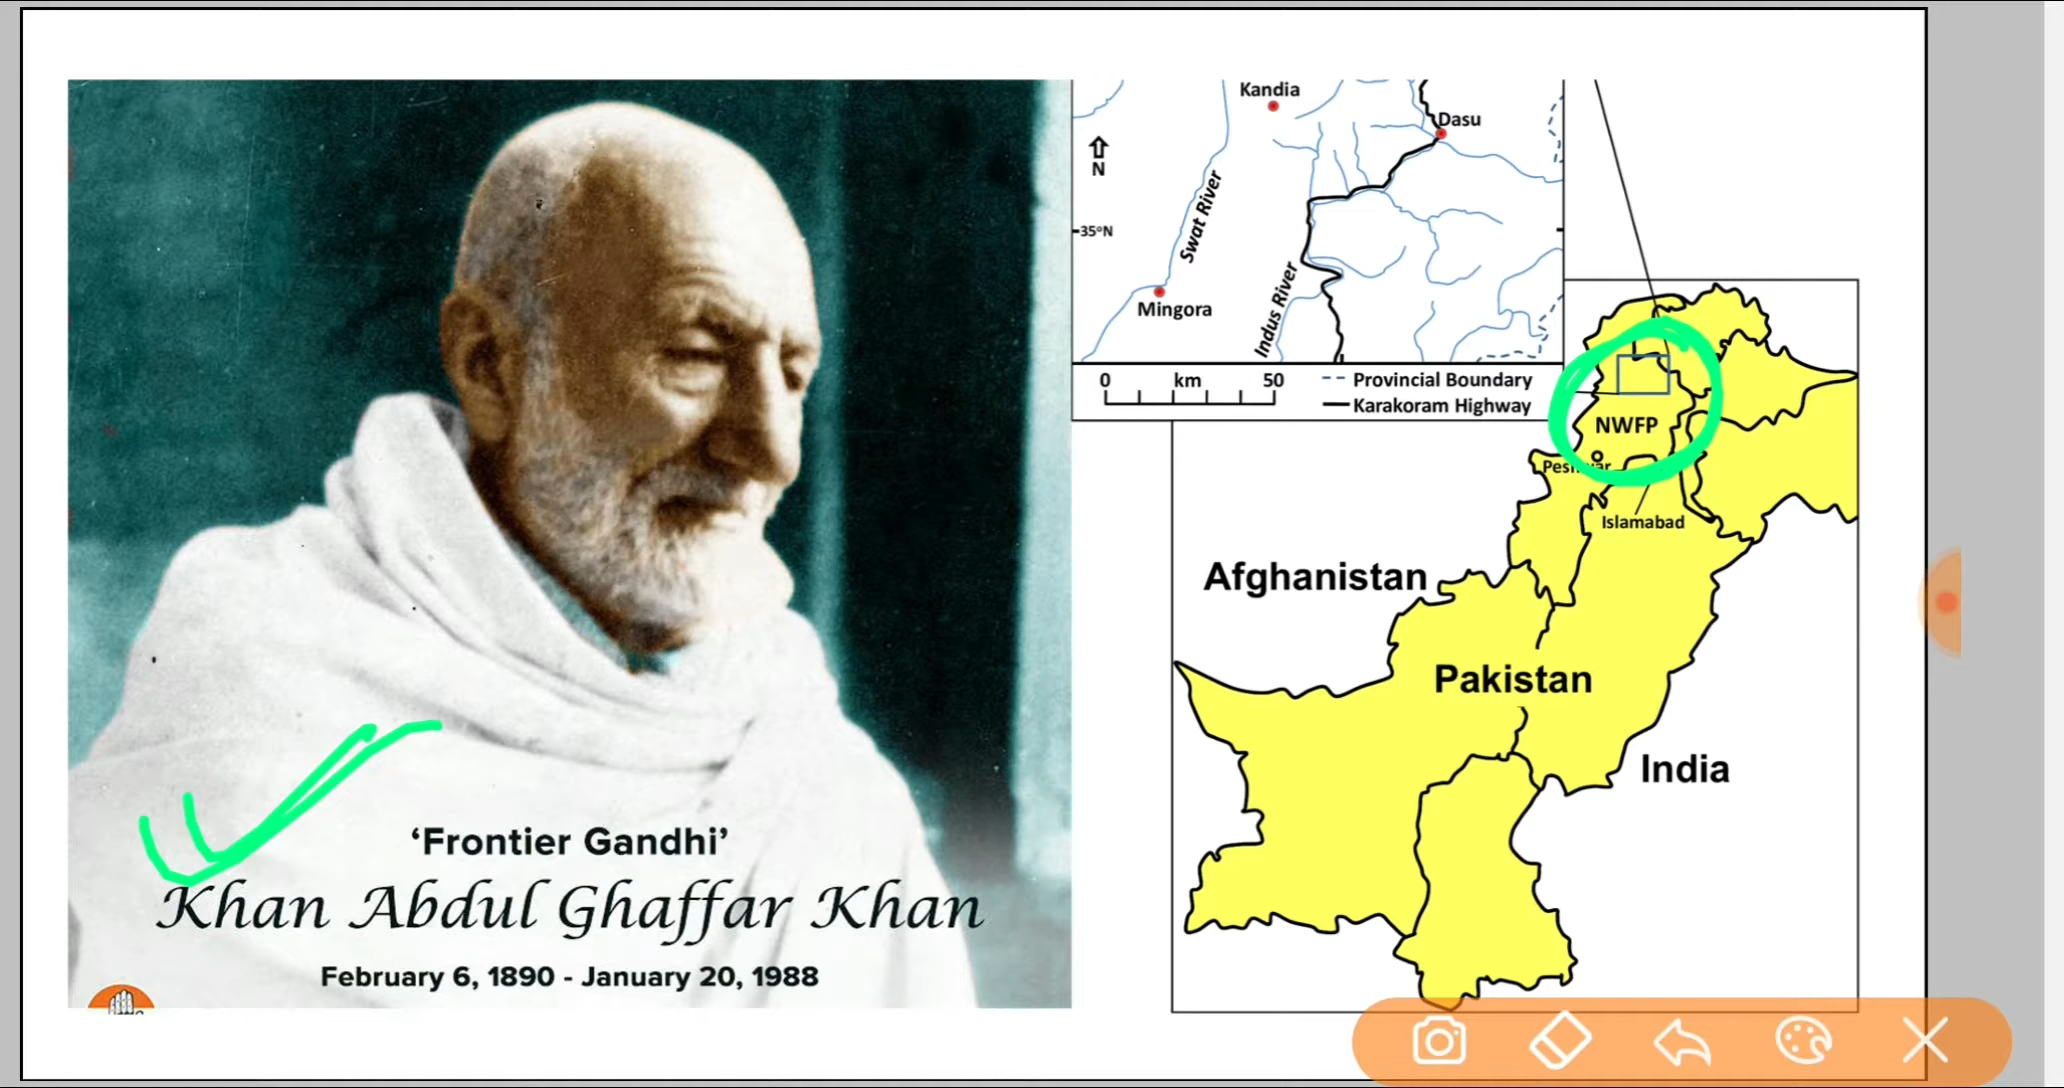 ‘Frontier Gandhi’
Khan Abdul Ghaffar Khan
February 6, 1890 - January 20, 1988
Kandia
Dasu
N
35°N
Swat River
Mingora
Indus River
0 km 50
Provincial Boundary
Karakoram Highway
NWFP
Islamabad
Afghanistan
Pakistan
India